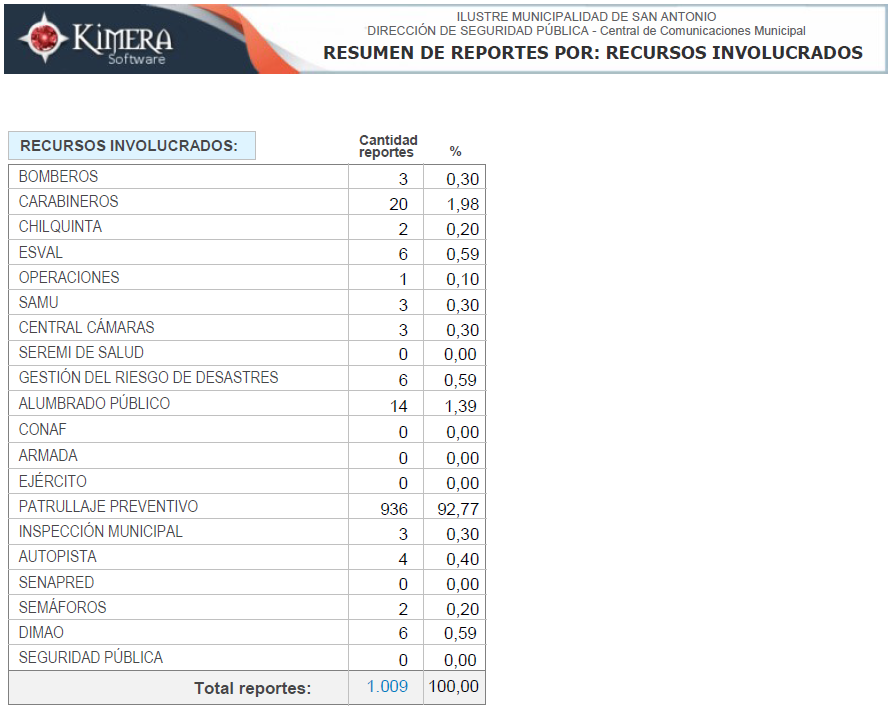 KIMERA
Software
ILUSTRE MUNICIPALIDAD DE SAN ANTONIO
DIRECCIÓN DE SEGURIDAD PÚBLICA - Central de Comunicaciones Municipal
RESUMEN DE REPORTES POR: RECURSOS INVOLUCRADOS
RECURSOS INVOLUCRADOS: Cantidad reportes %
BOMBEROS 3 0,30
CARABINEROS 20 1,98
CHILQUINTA 2 0,20
ESVAL 6 0,59
OPERACIONES 1 0,10
SAMU 3 0,30
CENTRAL CÁMARAS 3 0,30
SEREMI DE SALUD 0 0,00
GESTIÓN DEL RIESGO DE DESASTRES 6 0,59
ALUMBRADO PÚBLICO 14 1,39
CONAF 0 0,00
ARMADA 0 0,00
EJÉRCITO 0 0,00
PATRULLAJE PREVENTIVO 936 92,77
INSPECCIÓN MUNICIPAL 3 0,30
AUTOPISTA 4 0,40
SENAPRED 0 0,00
SEMÁFOROS 2 0,20
DIMAO 6 0,59
SEGURIDAD PÚBLICA 0 0,00
Total reportes: 1.009 100,00